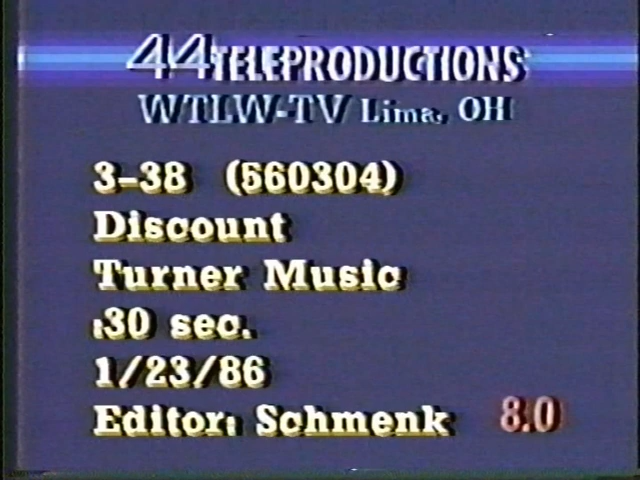 44 TELEPRODUCTIONS
WTLW-TV Lima, OH
3-38 (560304)
Discount
Turner Music
:30 sec.
1/23/86
Editor: Schmenk 8.0